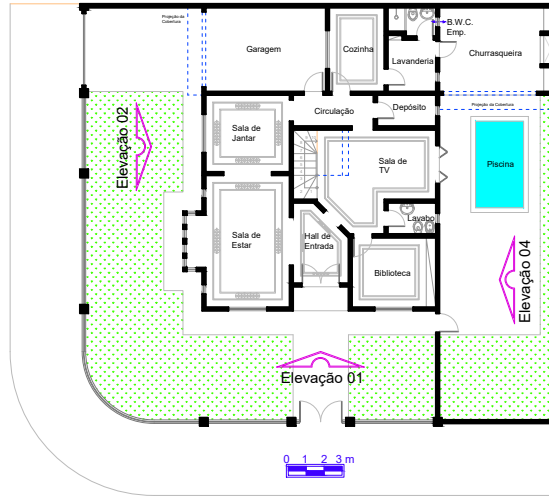 Projeção da
Cobertura
B.W.C.
Emp.
Garagem
Cozinha
Lavanderia
Churrasqueira
Projeção da Cobertura
Circulação
Depósito
Elevação 02
Sala de
Jantar
Sala de
TV
Piscina
Sala de
Estar
Hall de
Entrada
Lavabo
Biblioteca
Elevação 04
Elevação 01
0 1 2 3 m